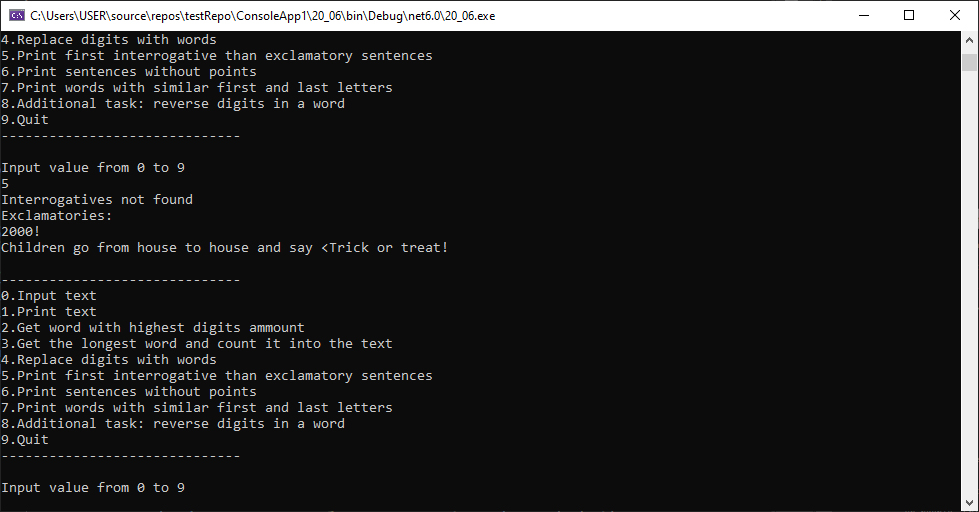 C:\Users\USER\source\repos\testRepo\ConsoleApp1\20_06\bin\Debug\net6.0\20_06.exe
4.Replace digits with words
5.Print first interrogative than exclamatory sentences
6.Print sentences without points
7.Print words with similar first and last letters
8.Additional task: reverse digits in a word
9.Quit
------------------------------
Input value from 0 to 9
5
Interrogatives not found
Exclamatories:
2000!
Children go from house to house and say <Trick or treat!
------------------------------
0.Input text
1.Print text
2.Get word with highest digits ammount
3.Get the longest word and count it into the text
4.Replace digits with words
5.Print first interrogative than exclamatory sentences
6.Print sentences without points
7.Print words with similar first and last letters
8.Additional task: reverse digits in a word
9.Quit
------------------------------
Input value from 0 to 9